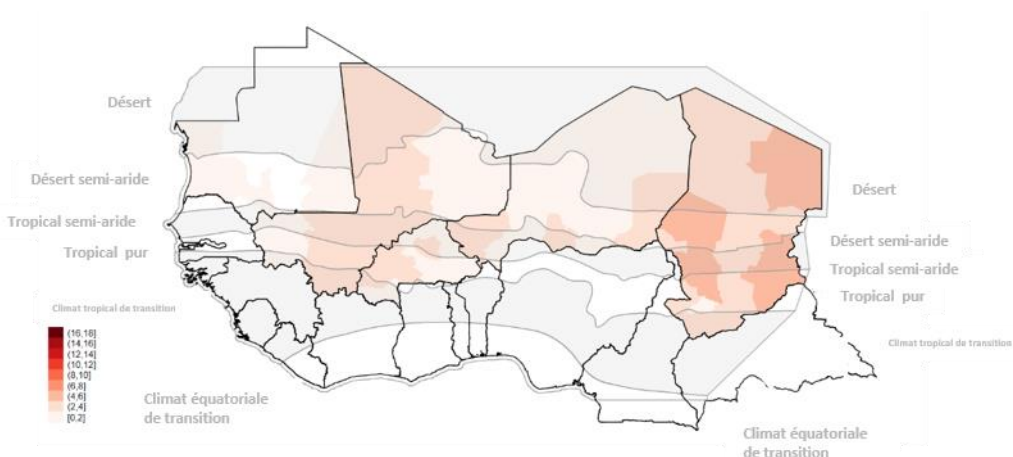 Désert
Désert semi-aride
Tropical semi-aride
Tropical pur
Climat tropical de transition
(16,18]
(14,16]
(12,14]
(10,12]
(8,10]
(6,8]
(4,6]
(2,4]
[0,2]
Climat équatoriale
de transition
Désert
Désert semi-aride
Tropical semi-aride
Tropical pur
Climat tropical de transition
Climat équatoriale
de transition